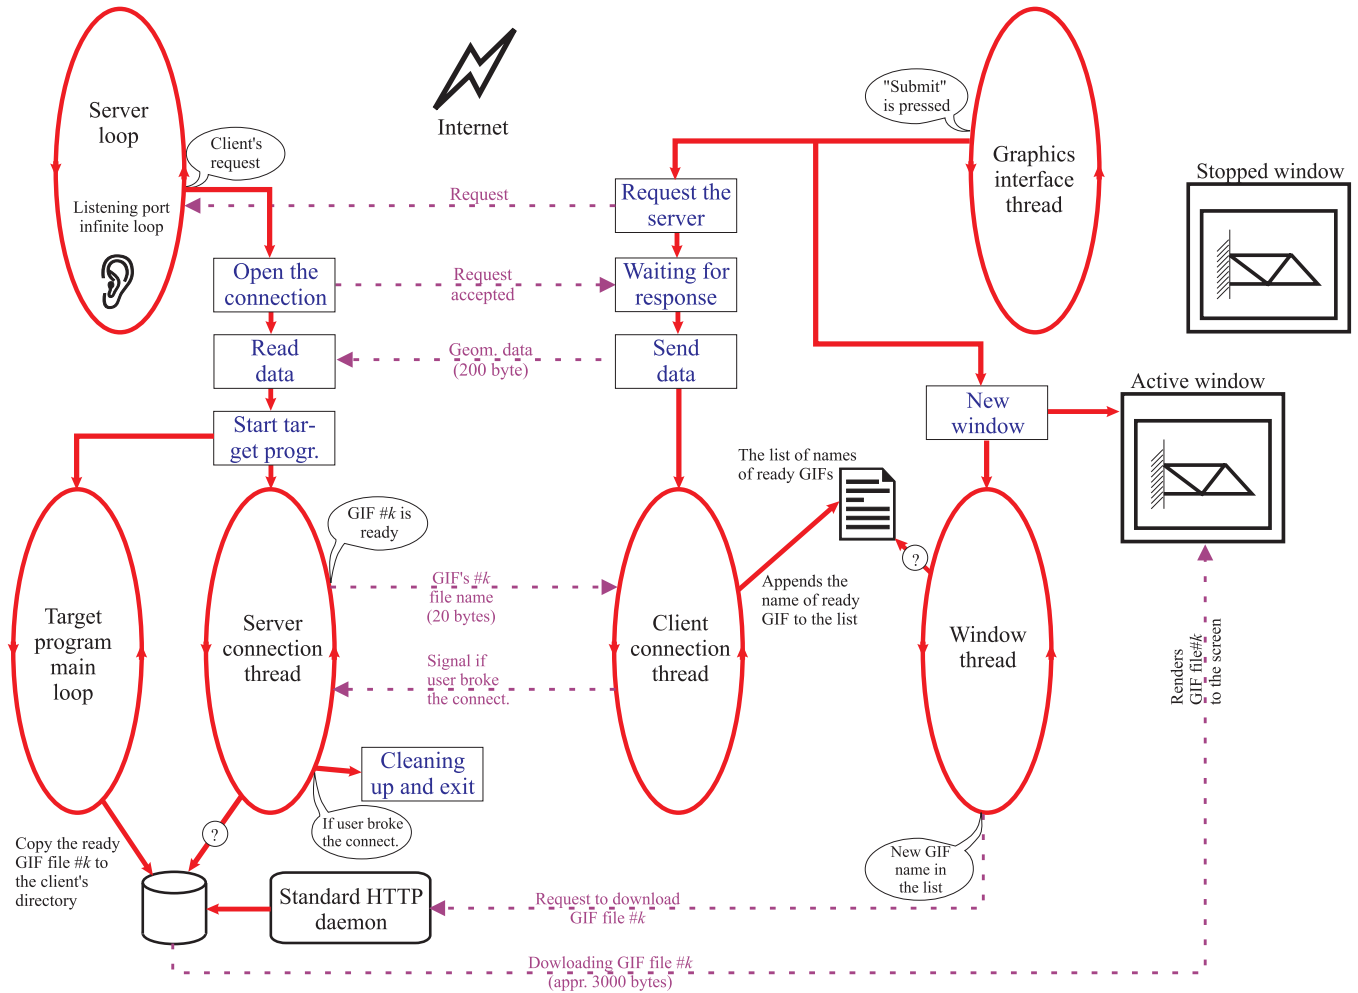 Server
loop
Client's
request
Listening port
infinite loop
Internet
"Submit"
is pressed
Graphics
interface
thread
Stopped window
Request
Request the
server
Open the
connection
Request
accepted
Waiting for
response
Read
data
Geom. data
(200 byte)
Send
data
Active window
New
window
Start tar-
get progr.
The list of names
of ready GIFs
GIF #k is
ready
?
GIF's #k
file name
(20 bytes)
Appends the
name of ready
GIF to the list
Target
program
main
loop
Server
connection
thread
Client
connection
thread
Window
thread
Signal if
user broke
the connect.
Renders
GIF file#k
to the screen
Cleaning
up and exit
If user broke
the connect.
?
Copy the ready
GIF file #k to
the client's
directory
New GIF
name in
the list
Standard HTTP
daemon
Request to download
GIF file #k
Dowloading GIF file #k
(appr. 3000 bytes)